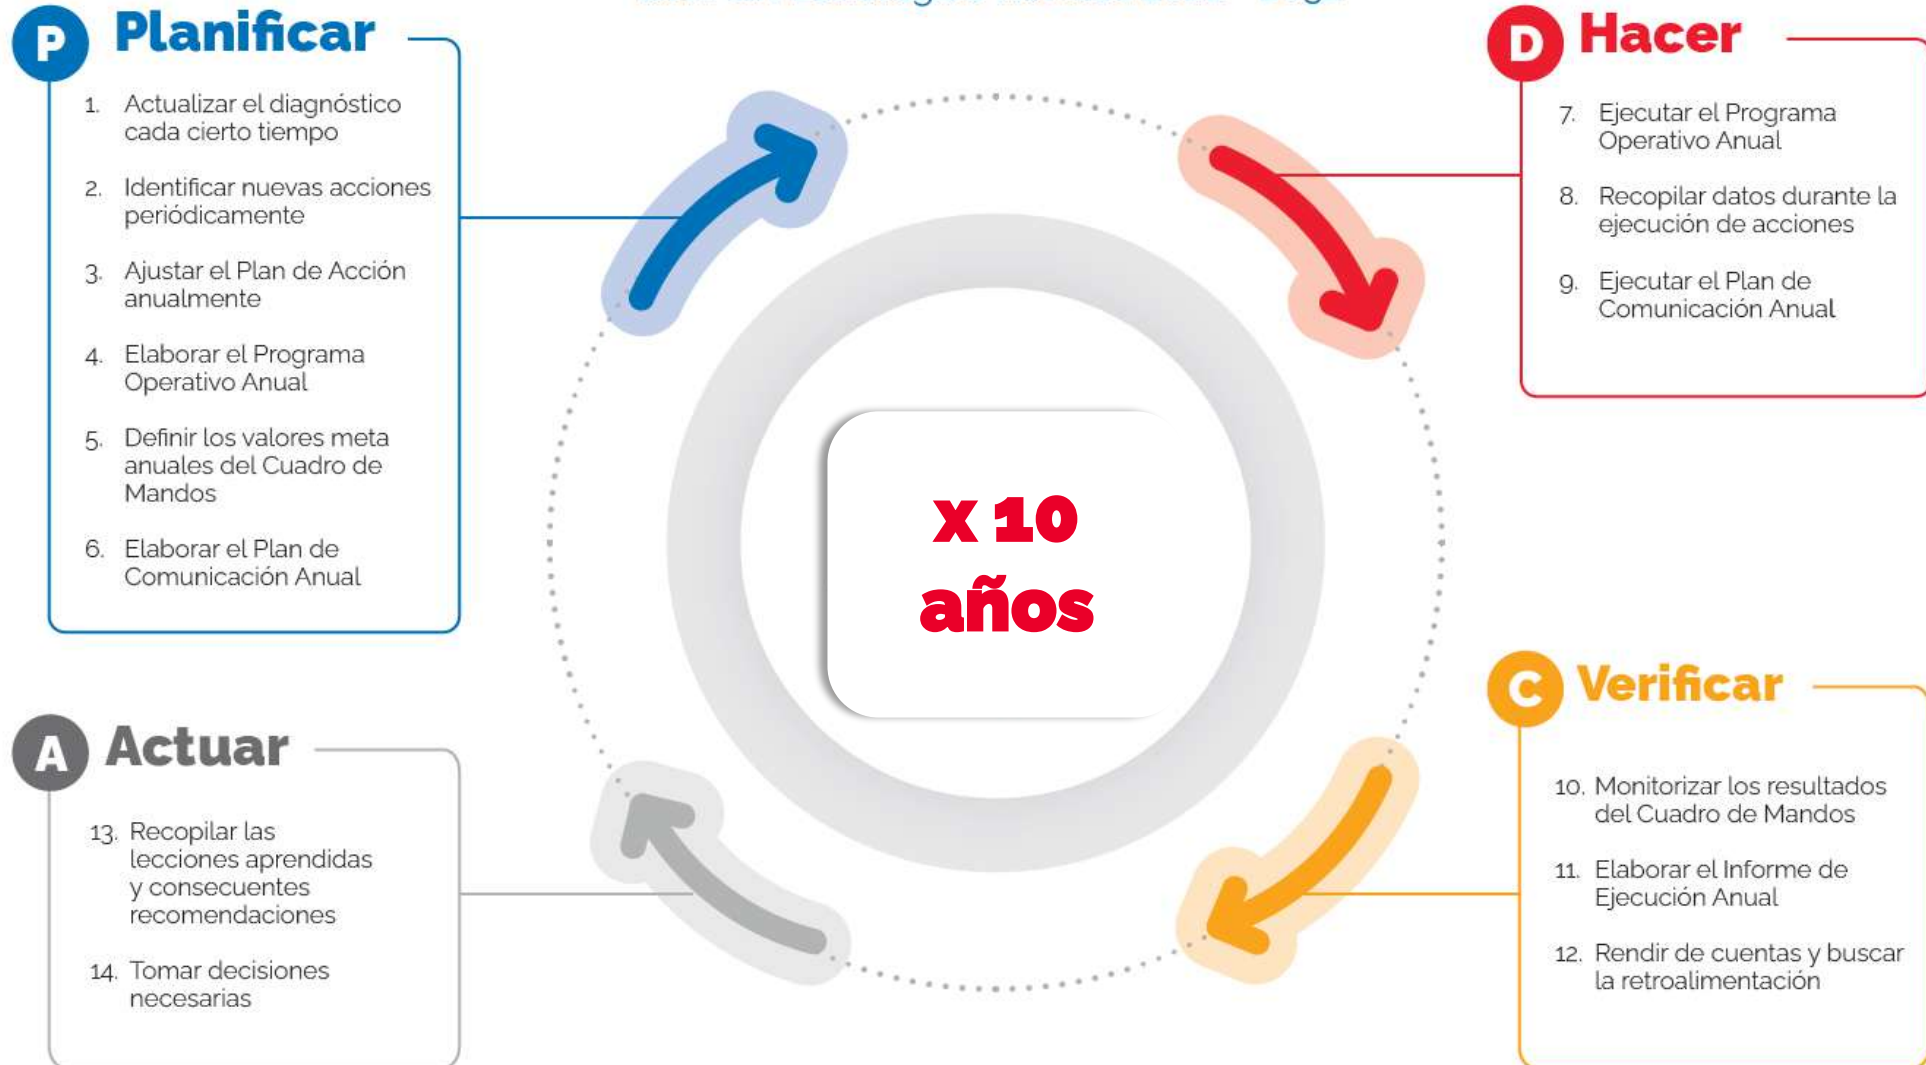 P Planificar
1. Actualizar el diagnóstico
cada cierto tiempo
2. Identificar nuevas acciones
periódicamente
3. Ajustar el Plan de Acción
anualmente
4. Elaborar el Programa
Operativo Anual
5. Definir los valores meta
anuales del Cuadro de
Mandos
6. Elaborar el Plan de
Comunicación Anual
D Hacer
7. Ejecutar el Programa
Operativo Anual
8. Recopilar datos durante la
ejecución de acciones
9. Ejecutar el Plan de
Comunicación Anual
x 10
años
C Verificar
10. Monitorizar los resultados
del Cuadro de Mandos
11. Elaborar el Informe de
Ejecución Anual
12. Rendir de cuentas y buscar
la retroalimentación
A Actuar
13. Recopilar las
lecciones aprendidas
y consecuentes
recomendaciones
14. Tomar decisiones
necesarias